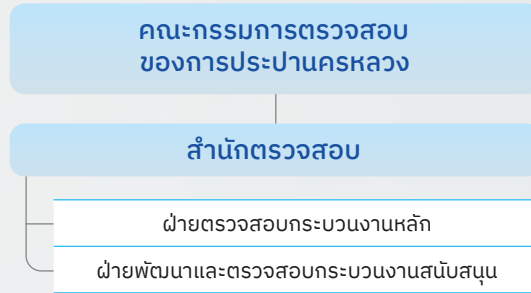 คณะกรรมการตรวจสอบ
ของการประปานครหลวง
สำนักตรวจสอบ
ฝ่ายตรวจสอบกระบวนงานหลัก
ฝ่ายพัฒนาและตรวจสอบกระบวนงานสนับสนุน